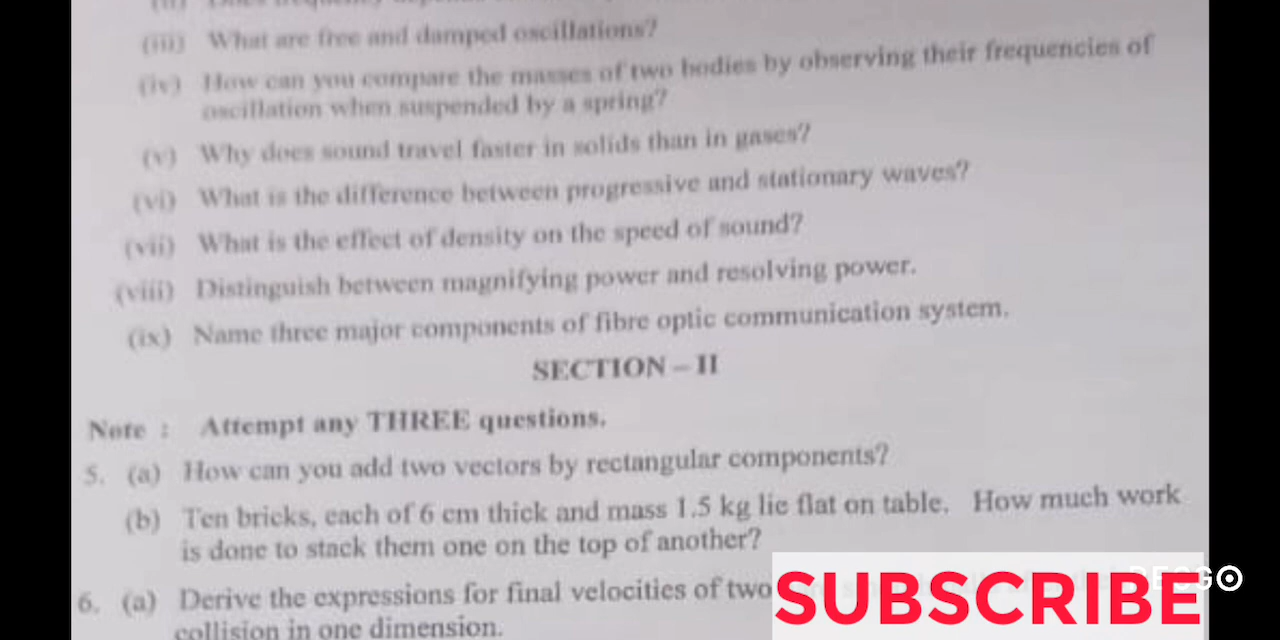 (iii) What are free and damped oscillations?
(iv) How can you compare the masses of two bodies by observing their frequencies of
oscillation when suspended by a spring?
(v) Why does sound travel faster in solids than in gases?
(vi) What is the difference between progressive and stationary waves?
(vii) What is the effect of density on the speed of sound?
(viii) Distinguish between magnifying power and resolving power.
(ix) Name three major components of fibre optic communication system.
SECTION – II
Note : Attempt any THREE questions.
5. (a) How can you add two vectors by rectangular components?
(b) Ten bricks, each of 6 cm thick and mass 1.5 kg lie flat on table. How much work
is done to stack them one on the top of another?
6. (a) Derive the expressions for final velocities of two
collision in one dimension.
SUBSCRIBE